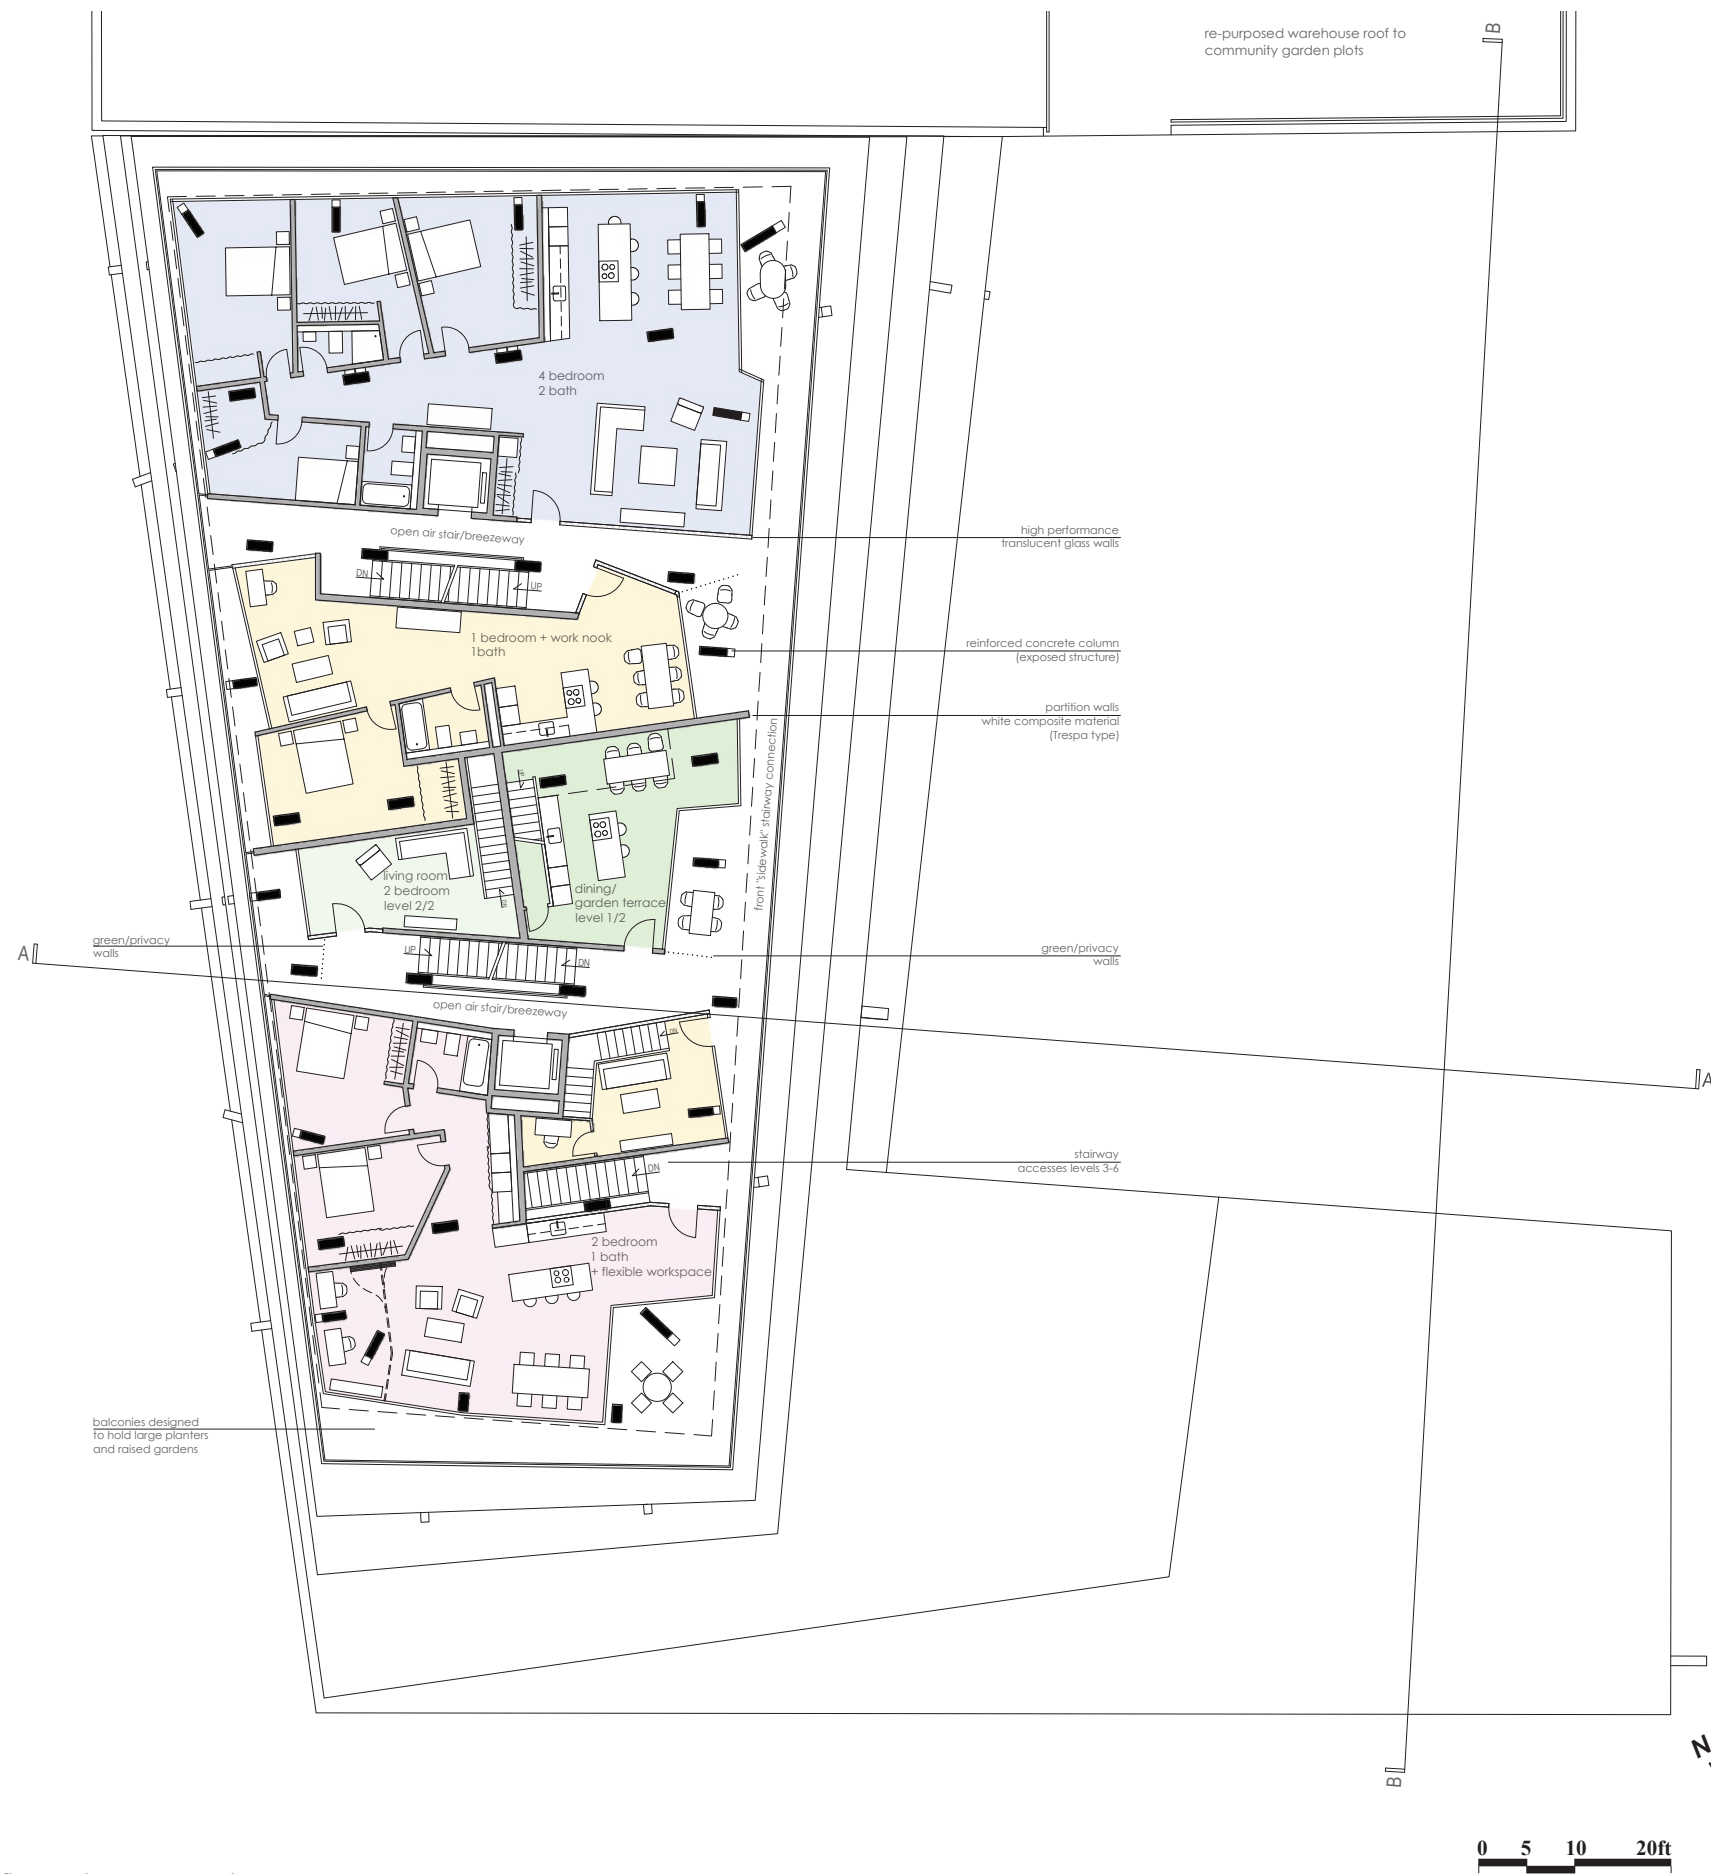 re-purposed warehouse roof to
community garden plots
B
4 bedroom
2 bath
open air stair/breezeway
high performance
translucent glass walls
DN
UP
1 bedroom + work nook
1bath
reinforced concrete column
(exposed structure)
partition walls
white composite material
(Trespa type)
front "sidewalk" stairway connection
living room
2 bedroom
level 2/2
dining/
garden terrace
level 1/2
green/privacy
walls
A
green/privacy
walls
UP
DN
open air stair/breezeway
A
DN
stairway
accesses levels 3-6
2 bedroom
1 bath
+ flexible workspace
balconies designed
to hold large planters
and raised gardens
N
B
0 5 10 20ft